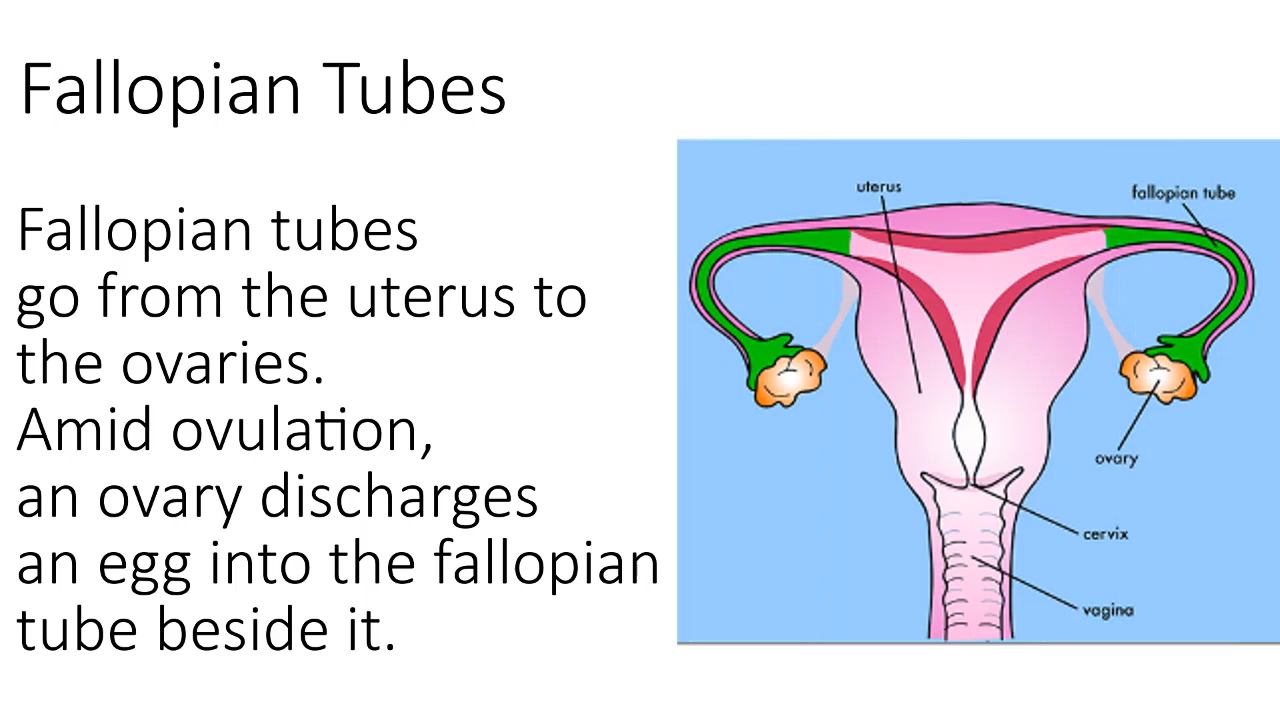 Fallopian Tubes
Fallopian tubes
go from the uterus to
the ovaries.
Amid ovulation,
an ovary discharges
an egg into the fallopian
tube beside it.
uterus
fallopian tube
ovary
cervix
vagina